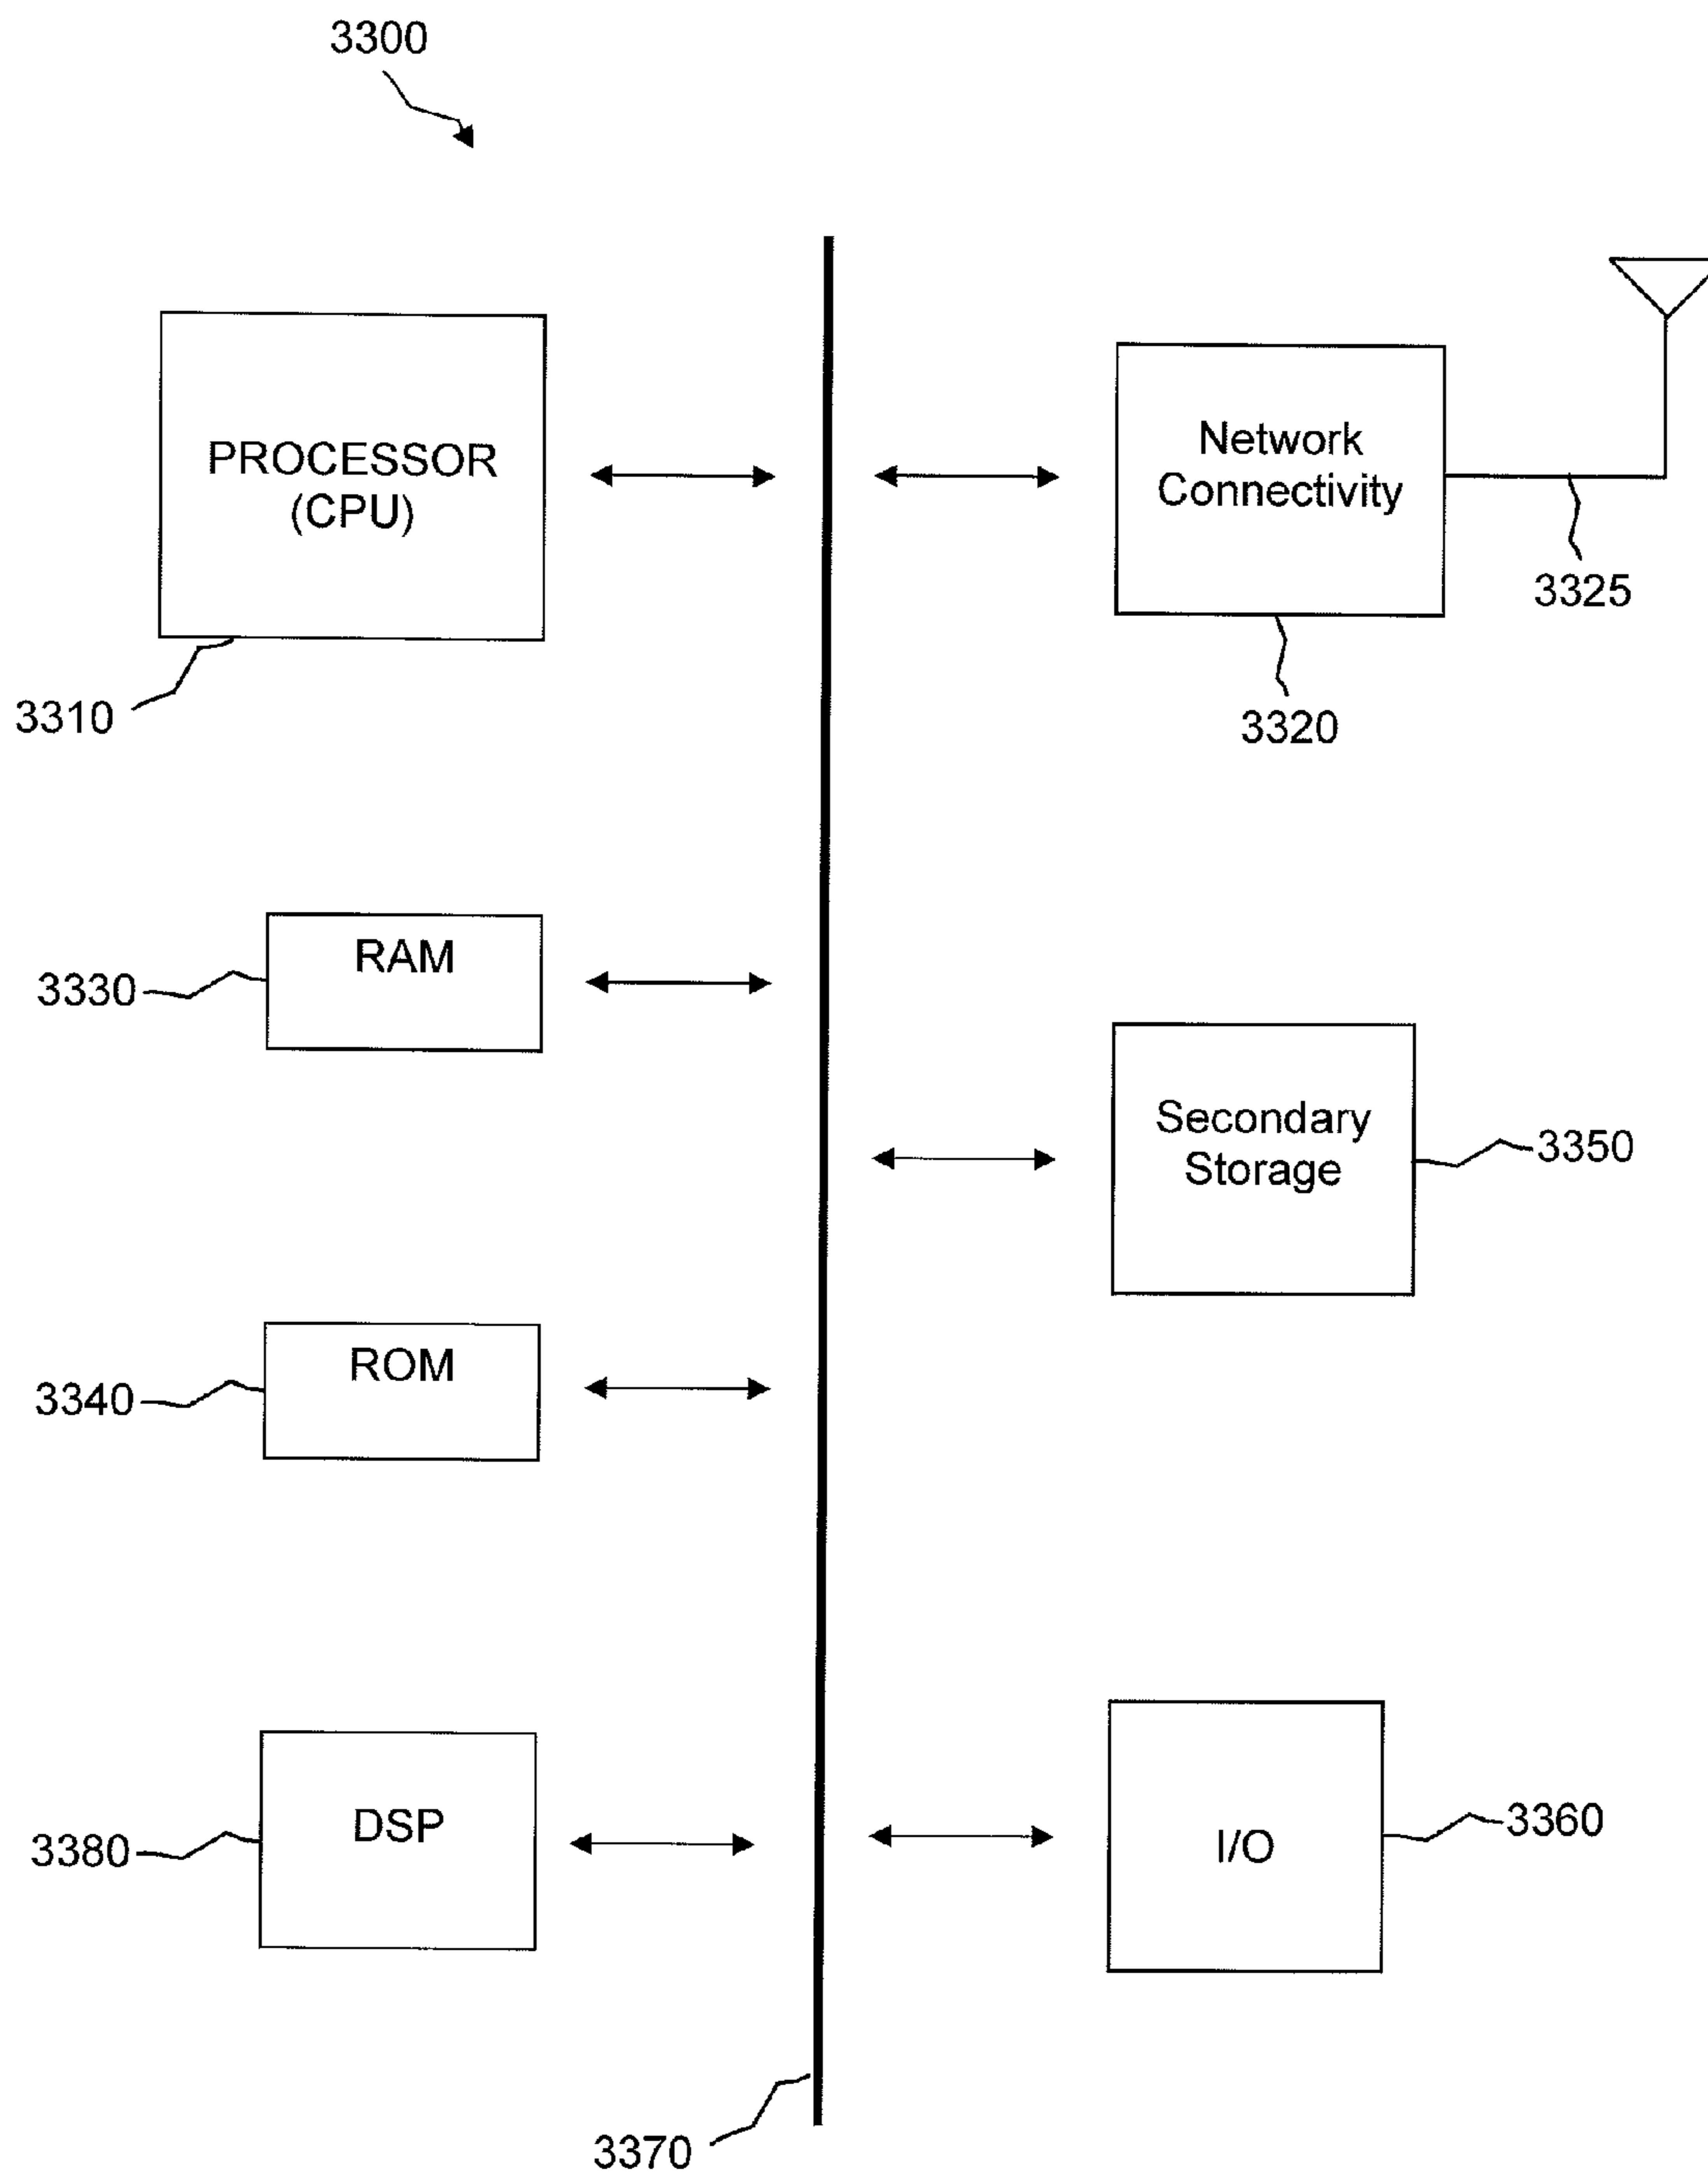 3300
PROCESSOR
(CPU)
3310
Network
Connectivity
3325
3320
RAM
3330
Secondary
Storage
3350
ROM
3340
DSP
3380
I/O
3360
3370